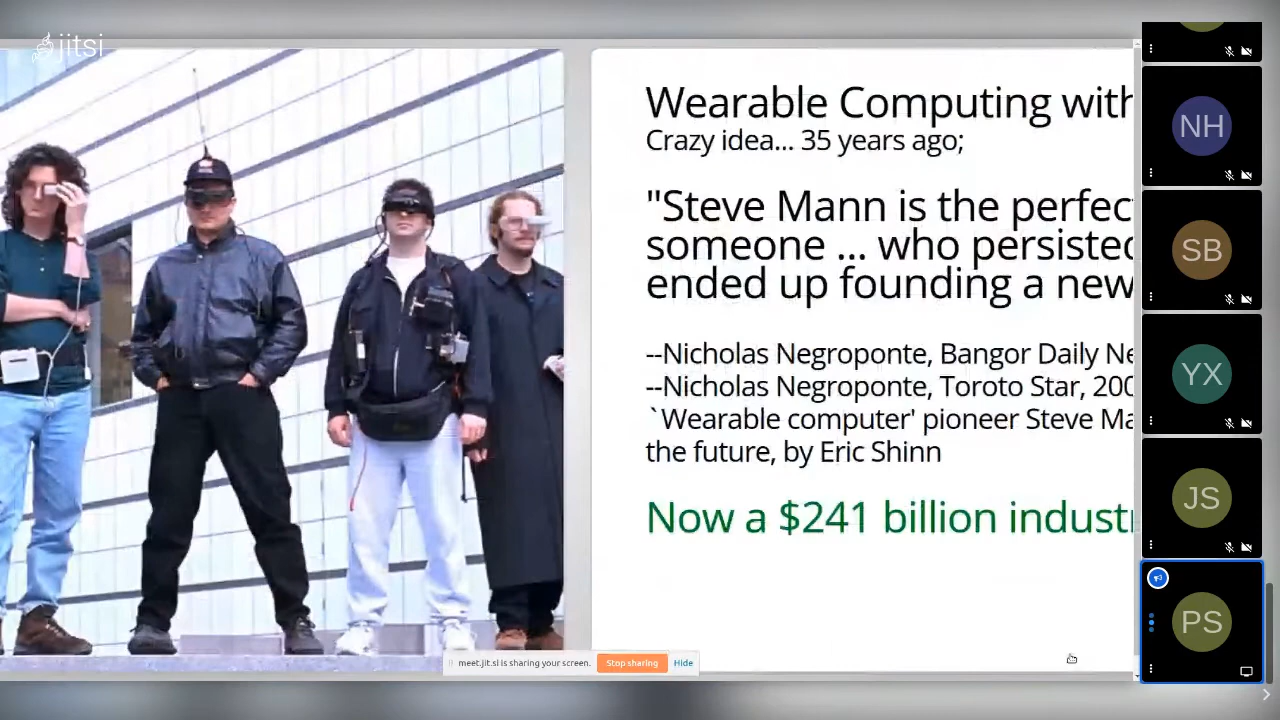 jitsi
Wearable Computing with
Crazy idea... 35 years ago;
"Steve Mann is the perfec
someone ... who persisted
ended up founding a new
--Nicholas Negroponte, Bangor Daily Ne
--Nicholas Negroponte, Toroto Star, 200
`Wearable computer' pioneer Steve Ma
the future, by Eric Shinn
Now a $241 billion industr
meet.jit.si is sharing your screen. Stop sharing Hide
NH
SB
YX
JS
PS